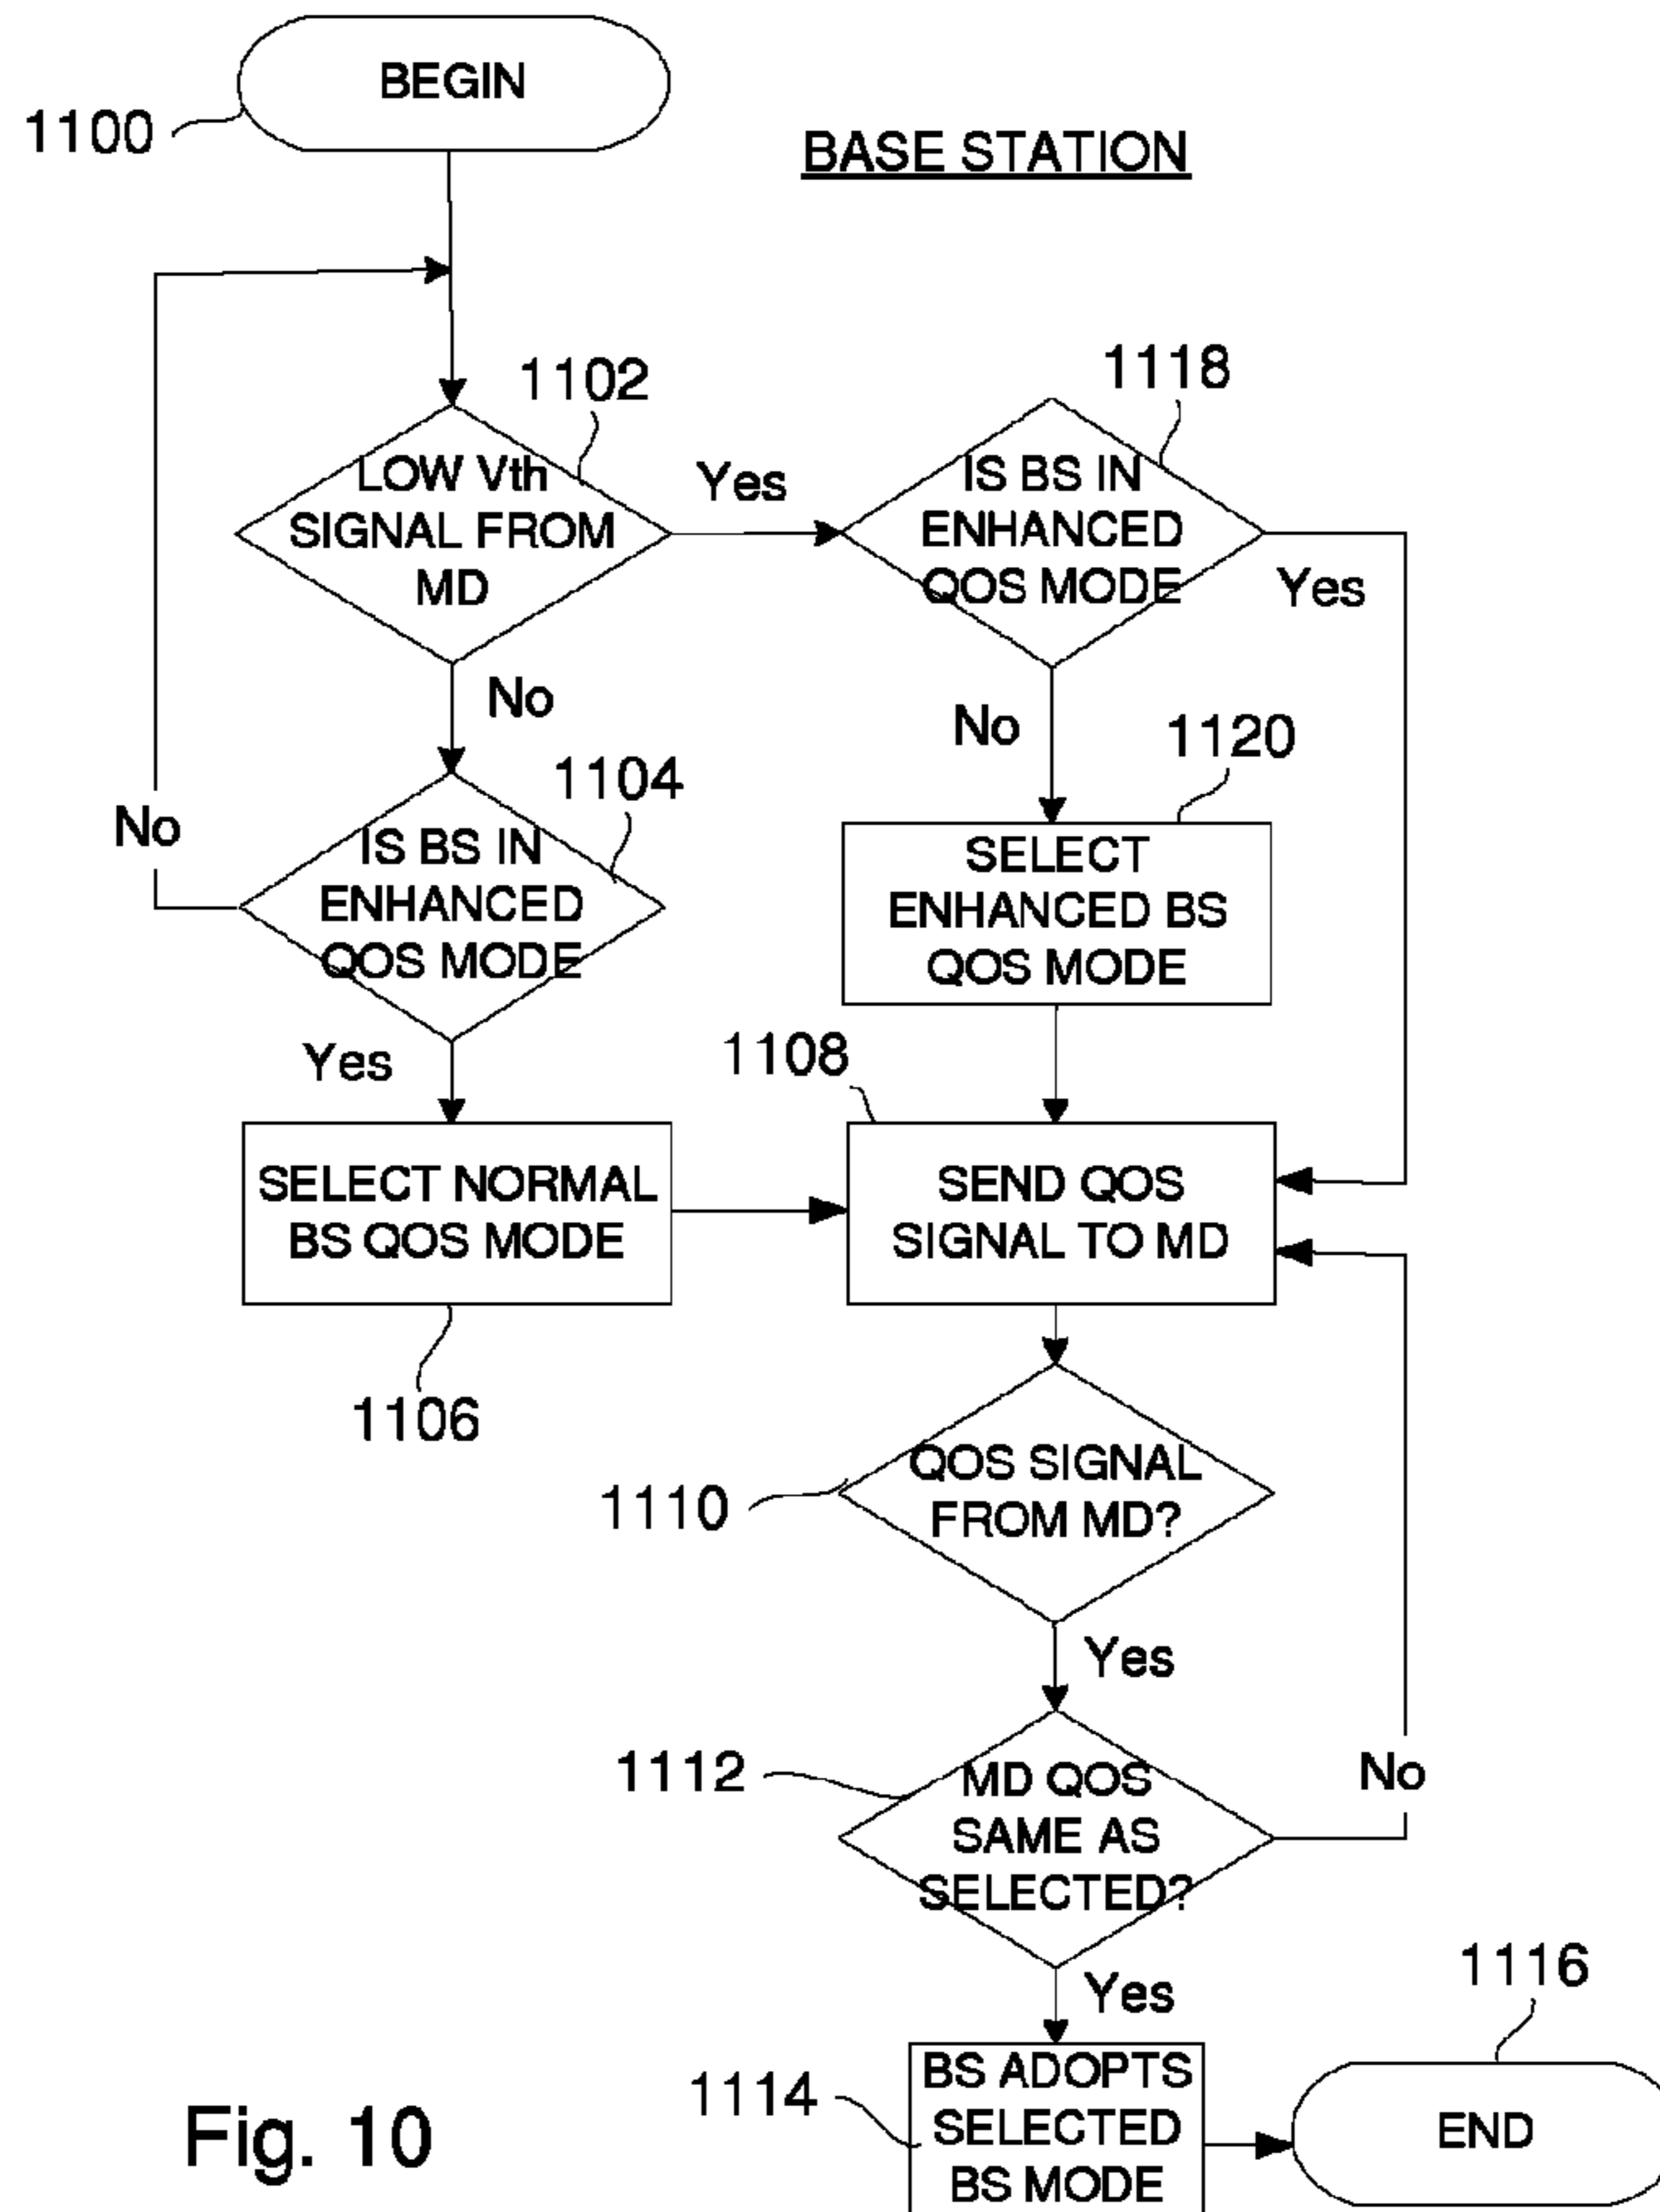 BEGIN
1100
BASE STATION
1102
LOW Vth
SIGNAL FROM
MD
Yes
1118
IS BS IN
ENHANCED
QOS MODE
Yes
No
No
1104
IS BS IN
ENHANCED
QOS MODE
No
1120
SELECT
ENHANCED BS
QOS MODE
Yes
1108
SELECT NORMAL
BS QOS MODE
1106
SEND QOS
SIGNAL TO MD
1110
QOS SIGNAL
FROM MD?
Yes
1112
MD QOS
SAME AS
SELECTED?
No
Yes
1114
BS ADOPTS
SELECTED
BS MODE
1116
END
Fig. 10